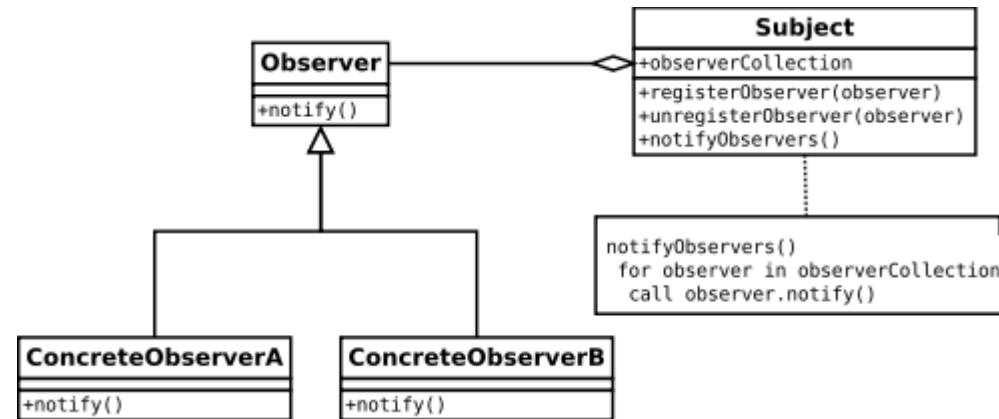 Subject
+observerCollection
+registerObserver(observer)
+unregisterObserver(observer)
+notifyObservers()
Observer
+notify()
notifyObservers()
for observer in observerCollection
call observer.notify()
ConcreteObserverA
+notify()
ConcreteObserverB
+notify()